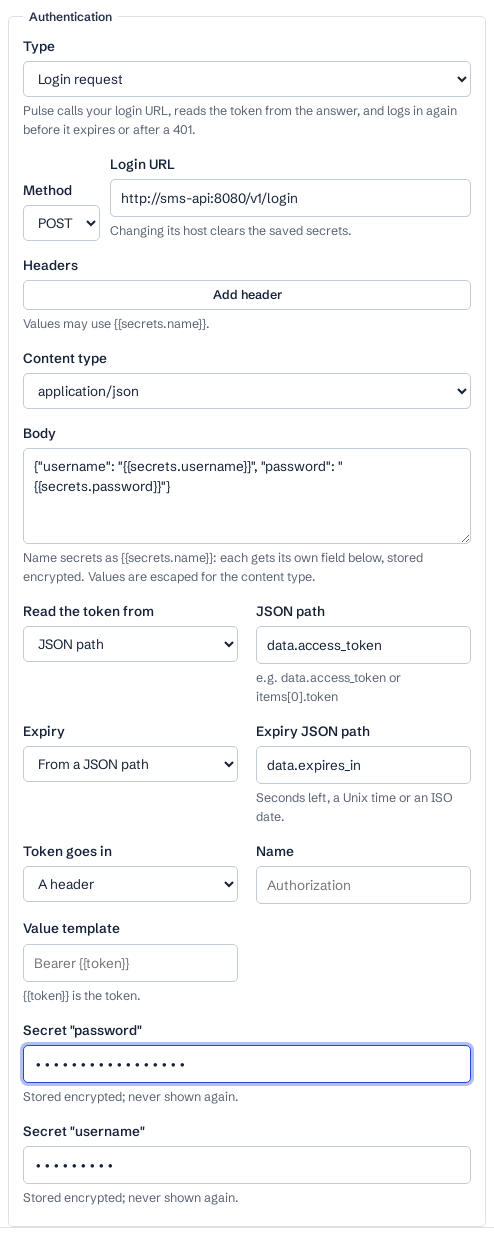 Authentication
Type
Login request
Pulse calls your login URL, reads the token from the answer, and logs in again
before it expires or after a 401.
Login URL
Method
http://sms-api:8080/v1/login
POST
Changing its host clears the saved secrets.
Headers
Add header
Values may use {{secrets.name}}.
Content type
application/json
Body
{"username": "{{secrets.username}}", "password": "
{{secrets.password}}"}
Name secrets as {{secrets.name}}: each gets its own field below, stored
encrypted. Values are escaped for the content type.
Read the token from
JSON path
JSON path
data.access_token
e.g. data.access_token or
items[0].token
Expiry
Expiry JSON path
From a JSON path
data.expires_in
Seconds left, a Unix time or an ISO
date.
Token goes in
Name
A header
Authorization
Value template
Bearer {{token}}
{{token}} is the token.
Secret "password"
•••••••••••••••••
Stored encrypted; never shown again.
Secret "username"
•••••••••
Stored encrypted; never shown again.